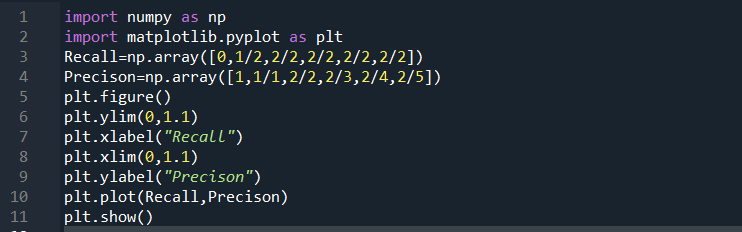 1 import numpy as np
2 import matplotlib.pyplot as plt
3 Recall=np.array([0,1/2,2/2,2/2,2/2,2/2])
4 Precison=np.array([1,1/1,2/2,2/3,2/4,2/5])
5 plt.figure()
6 plt.ylim(0,1.1)
7 plt.xlabel("Recall")
8 plt.xlim(0,1.1)
9 plt.ylabel("Precison")
10 plt.plot(Recall,Precison)
11 plt.show()